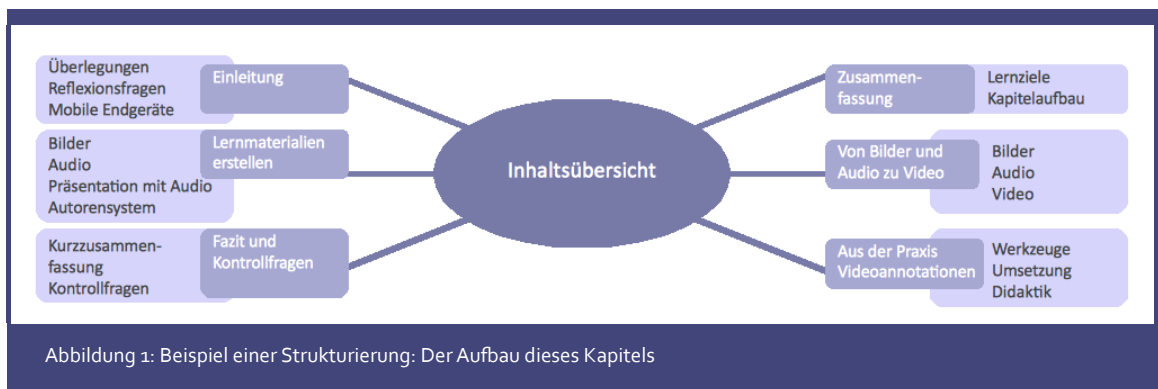 Überlegungen
Reflexionsfragen
Mobile Endgeräte
Einleitung
Bilder
Audio
Präsentation mit Audio
Autorensystem
Lernmaterialien
erstellen
Kurzzusammen-
fassung
Kontrollfragen
Fazit und
Kontrollfragen
Inhaltsübersicht
Zusammen-
fassung
Lernziele
Kapitelaufbau
Von Bilder und
Audio zu Video
Bilder
Audio
Video
Aus der Praxis
Videoannotationen
Werkzeuge
Umsetzung
Didaktik
Abbildung 1: Beispiel einer Strukturierung: Der Aufbau dieses Kapitels